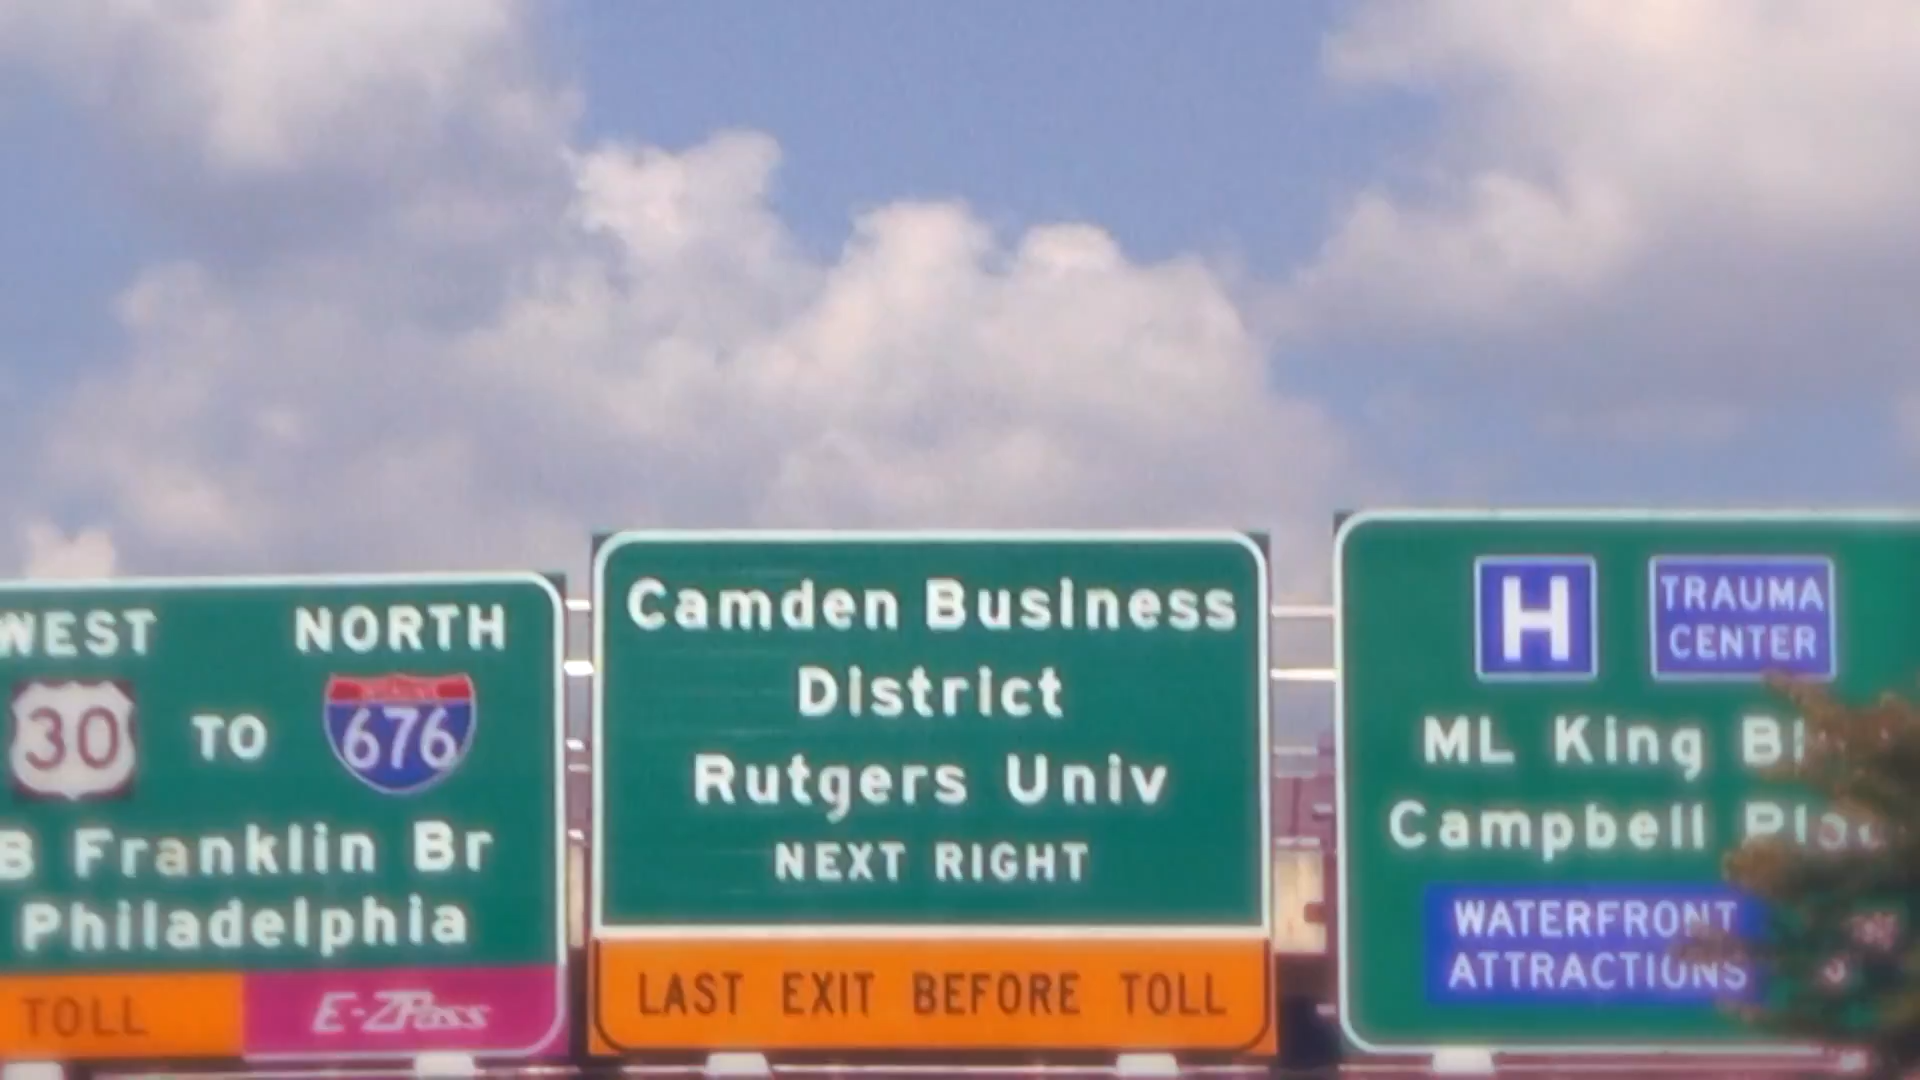 WEST NORTH
30 TO 676
B Franklin Br
Philadelphia
TOLL E-ZPass
Camden Business
District
Rutgers Univ
NEXT RIGHT
LAST EXIT BEFORE TOLL
H TRAUMA
CENTER
ML King
Campbell
WATERFRONT
ATTRACTIONS